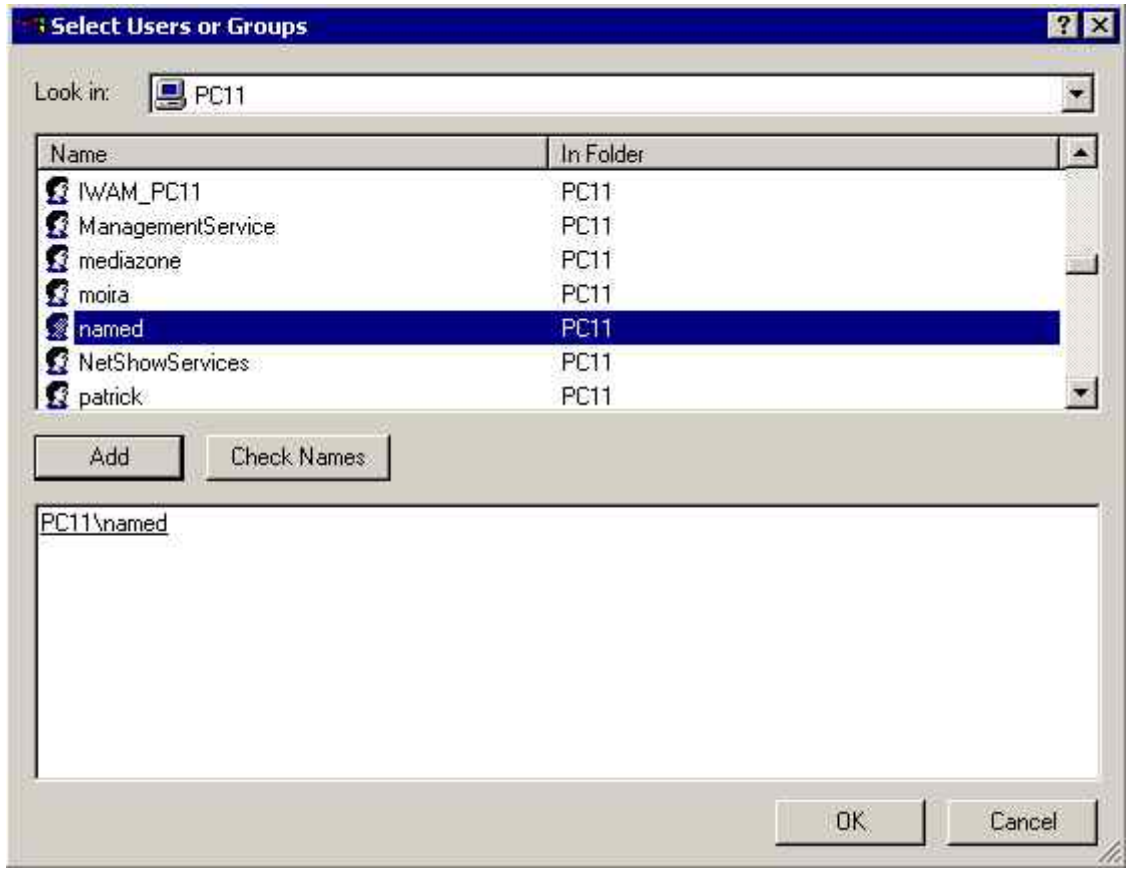 Select Users or Groups
Look in: PC11
Name In Folder
IWAM_PC11 PC11
ManagementService PC11
mediazone PC11
moira PC11
named PC11
NetShowServices PC11
patrick PC11
Add Check Names
PC11\named
OK Cancel